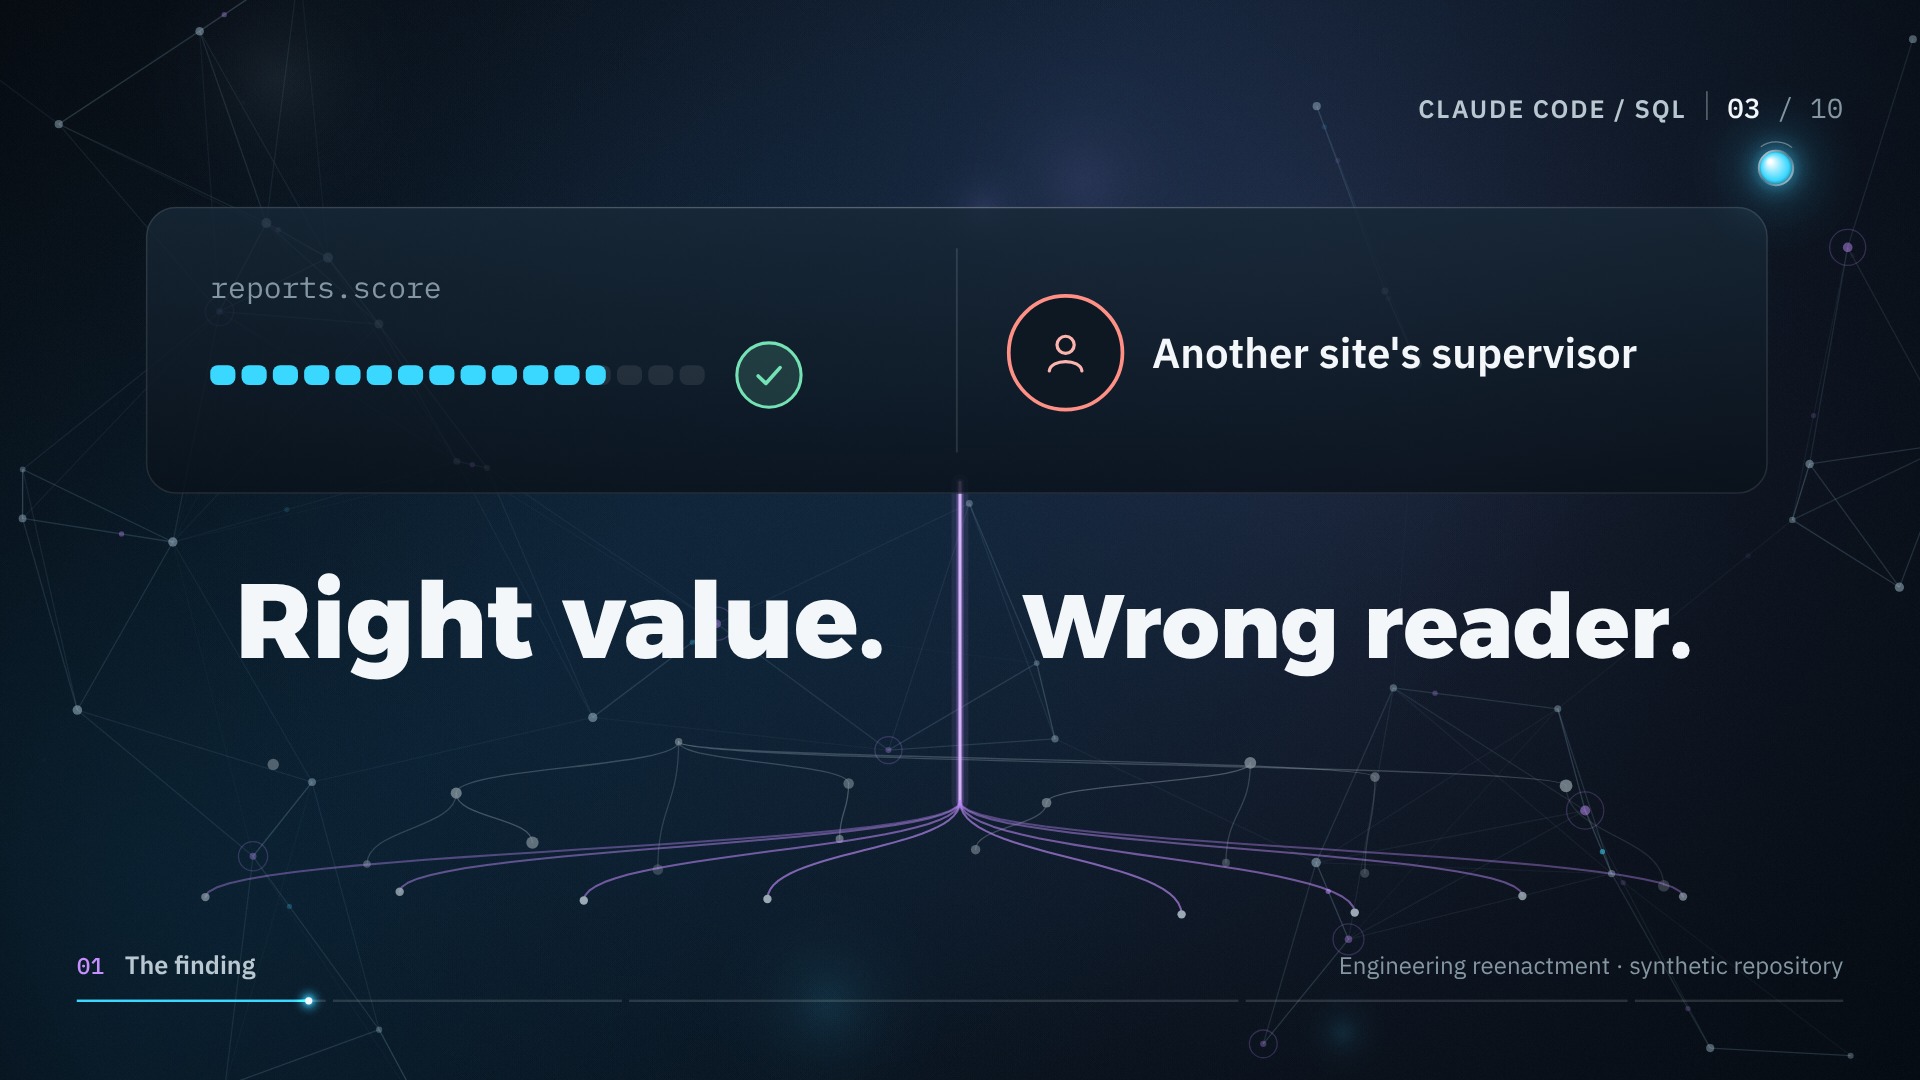 CLAUDE CODE / SQL 03 / 10
reports.score
Another site's supervisor
Right value. Wrong reader.
01 The finding
Engineering reenactment · synthetic repository